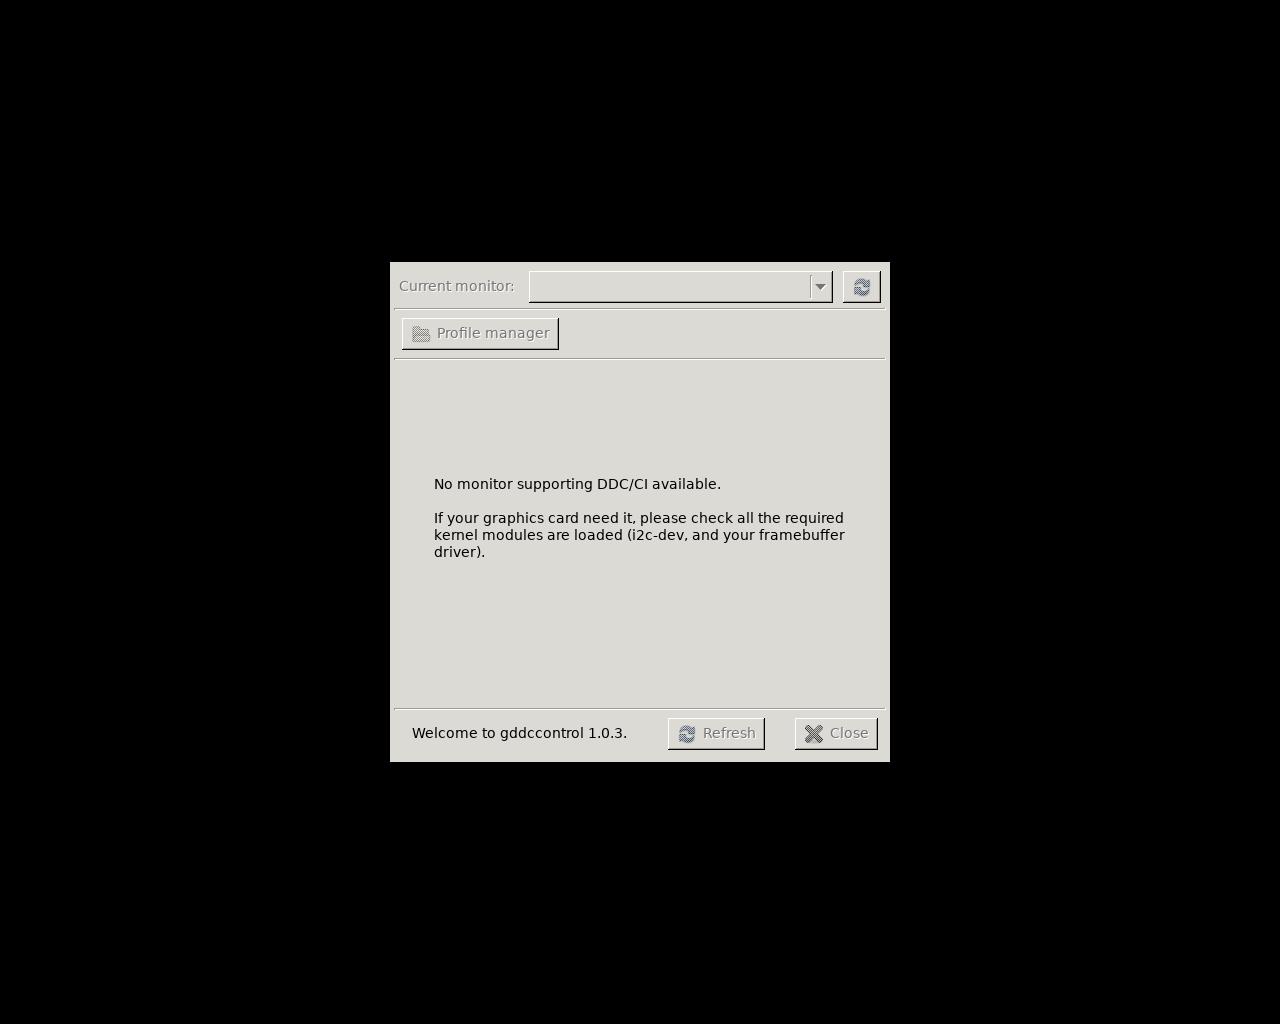 Current monitor:
Profile manager
No monitor supporting DDC/CI available.
If your graphics card need it, please check all the required
kernel modules are loaded (i2c-dev, and your framebuffer
driver).
Welcome to gddccontrol 1.0.3.
Refresh
Close